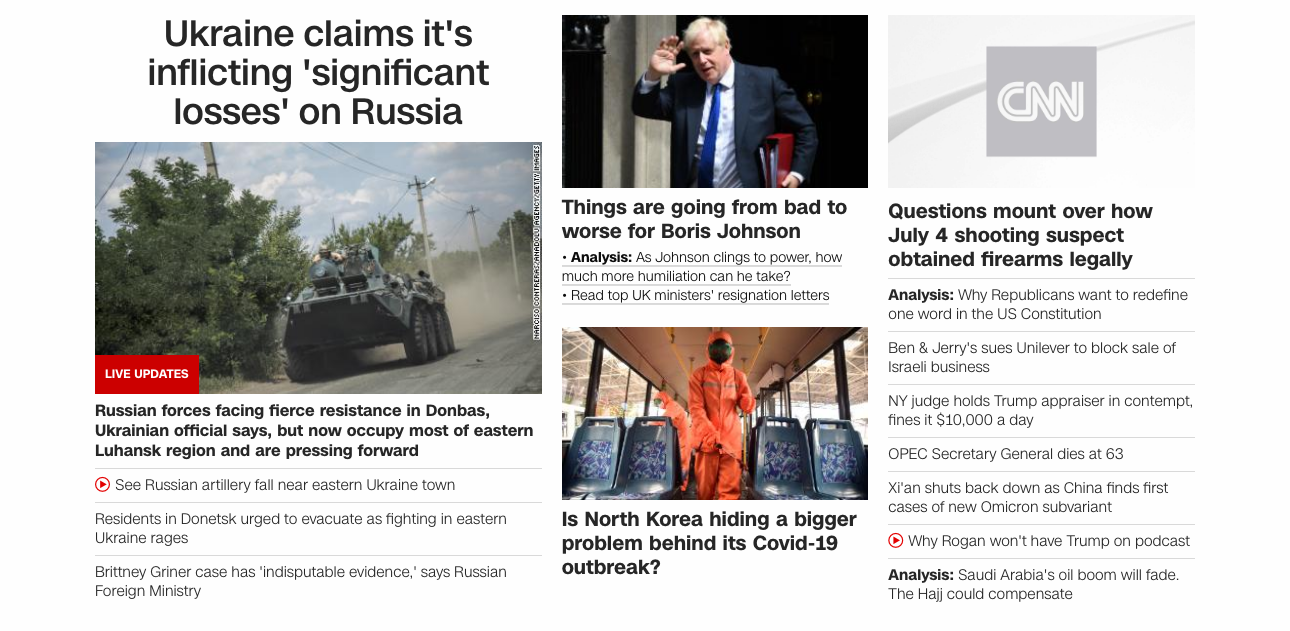 Ukraine claims it's
inflicting 'significant
losses' on Russia
NARCISO CONTRERAS/ANADOLU AGENCY/GETTY IMAGES
LIVE UPDATES
Russian forces facing fierce resistance in Donbas,
Ukrainian official says, but now occupy most of eastern
Luhansk region and are pressing forward
See Russian artillery fall near eastern Ukraine town
Residents in Donetsk urged to evacuate as fighting in eastern
Ukraine rages
Brittney Griner case has 'indisputable evidence,' says Russian
Foreign Ministry
Things are going from bad to
worse for Boris Johnson
• Analysis: As Johnson clings to power, how
much more humiliation can he take?
• Read top UK ministers' resignation letters
Is North Korea hiding a bigger
problem behind its Covid-19
outbreak?
CNN
Questions mount over how
July 4 shooting suspect
obtained firearms legally
Analysis: Why Republicans want to redefine
one word in the US Constitution
Ben & Jerry's sues Unilever to block sale of
Israeli business
NY judge holds Trump appraiser in contempt,
fines it $10,000 a day
OPEC Secretary General dies at 63
Xi'an shuts back down as China finds first
cases of new Omicron subvariant
Why Rogan won't have Trump on podcast
Analysis: Saudi Arabia's oil boom will fade.
The Hajj could compensate